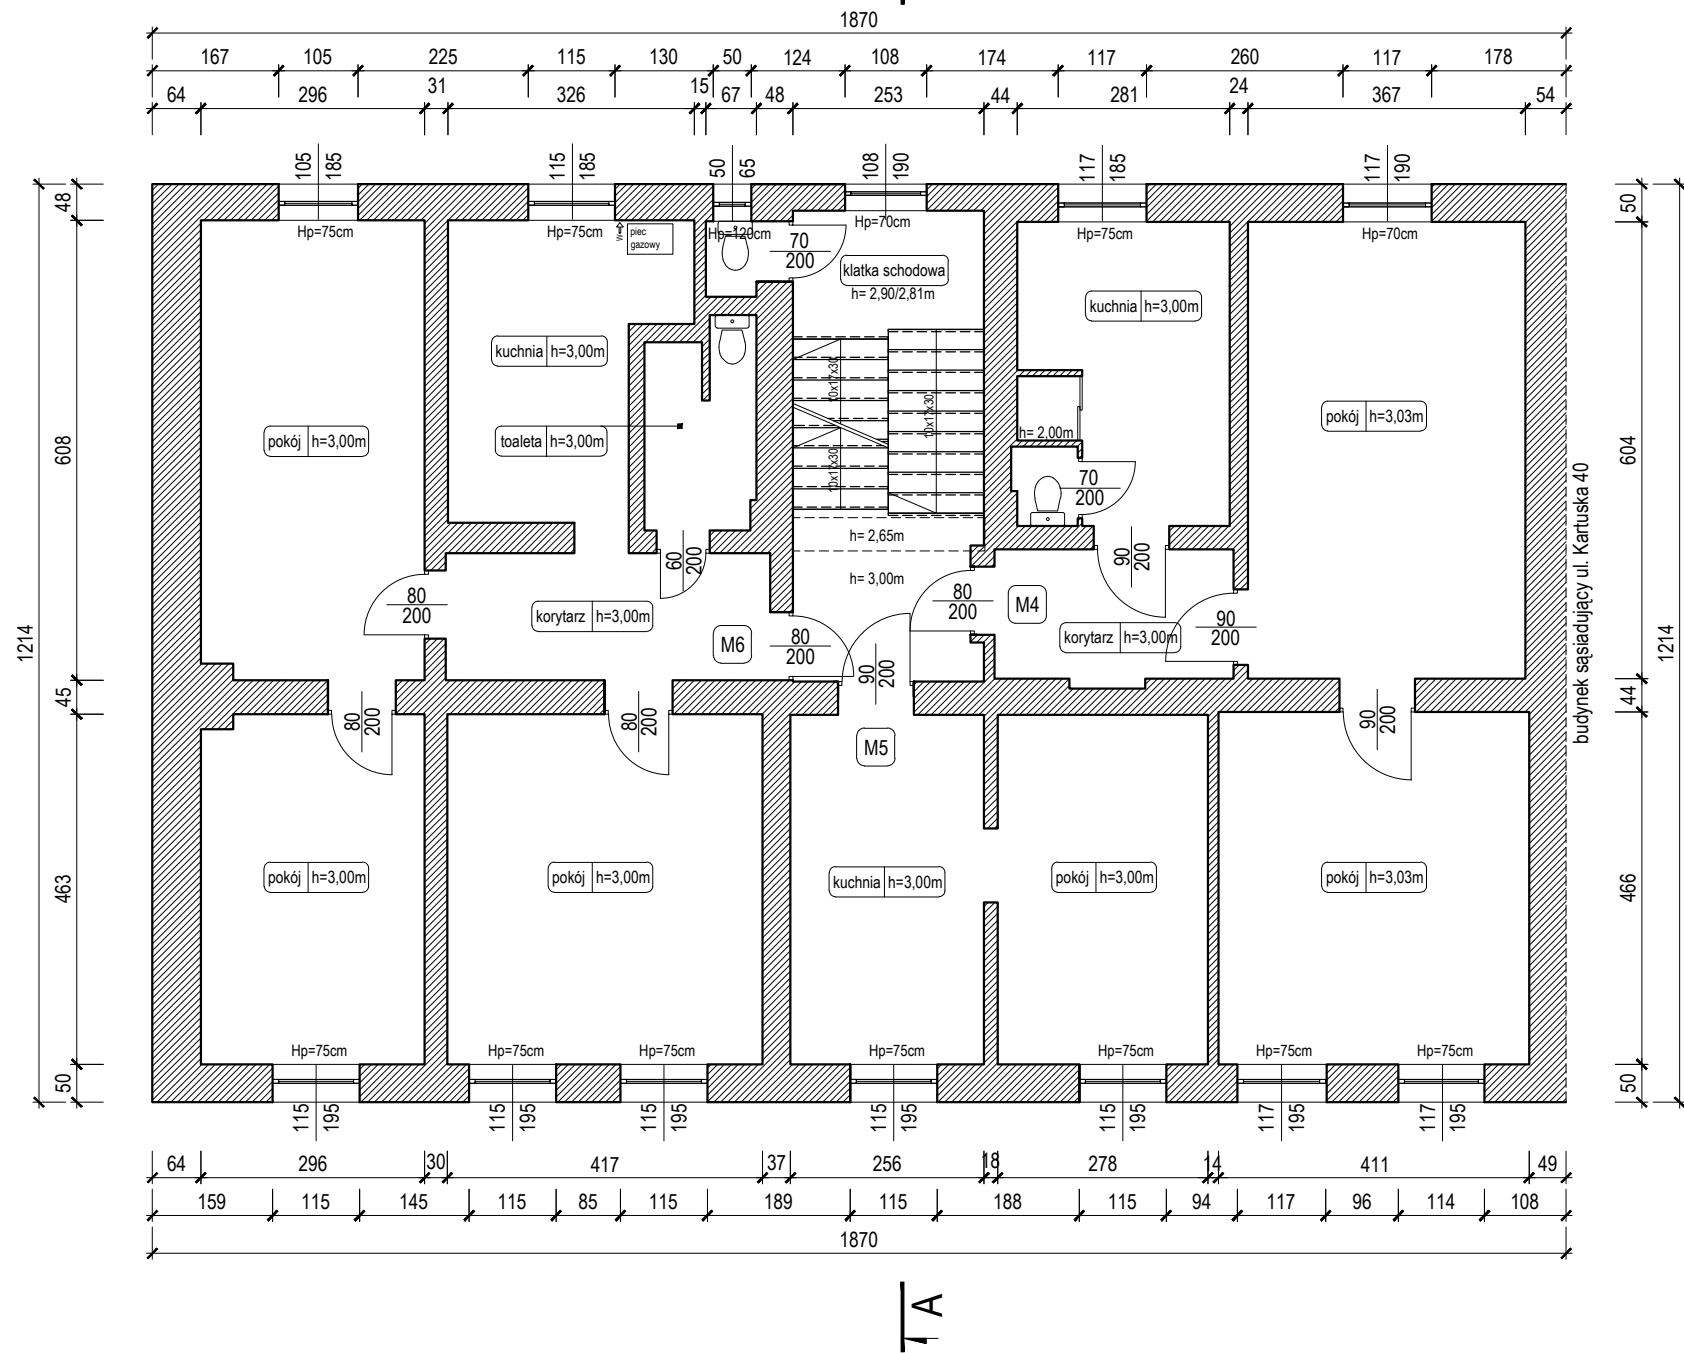 1870
167 105 225 115 130 50 124 108 174 117 260 117 178
64 296 31 326 15 67 48 253 44 281 24 367 54
105 185
115 185
50 65
108 190
117 185
117 190
Hp=75cm
Hp=75cm
W
piec
gazowy
Hp=120cm
Hp=70cm
Hp=75cm
Hp=70cm
70
200
klatka schodowa
h= 2,90/2,81m
kuchnia h=3,00m
kuchnia h=3,00m
10x17x30
10x17x30
10x17x30
pokój h=3,00m
toaleta h=3,00m
h= 2,00m
pokój h=3,03m
70
200
h= 2,65m
h= 3,00m
60
200
90
200
80
200
korytarz h=3,00m
M6
80
200
90
200
80
200
M4
korytarz h=3,00m
90
200
80
200
80
200
M5
90
200
pokój h=3,00m
pokój h=3,00m
kuchnia h=3,00m
pokój h=3,00m
pokój h=3,03m
Hp=75cm
Hp=75cm
Hp=75cm
Hp=75cm
Hp=75cm
Hp=75cm
Hp=75cm
115 195
115 195
115 195
115 195
115 195
117 195
117 195
1214
48
608
45
463
50
50
604
44
466
50
1214
budynek sąsiadujący ul. Kartuska 40
64 296 30 417 37 256 18 278 14 411 49
159 115 145 115 85 115 189 115 188 115 94 117 96 114 108
1870
A